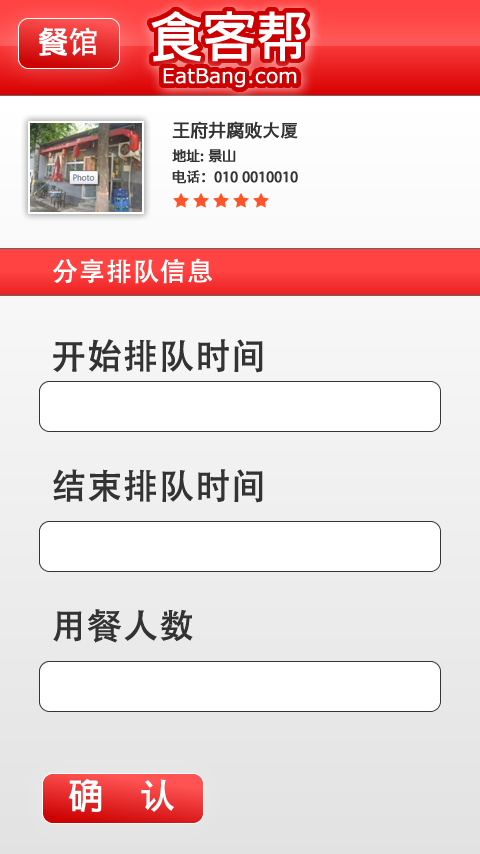 餐馆
食客帮
EatBang.com
王府井腐败大厦
地址: 景山
电话：010 0010010
Photo
分享排队信息
开始排队时间
结束排队时间
用餐人数
确 认